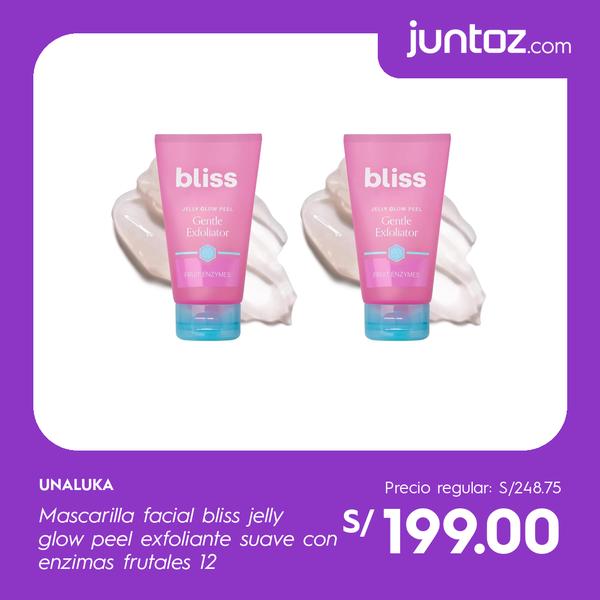 juntoz.com
bliss
JELLY GLOW PEEL
Gentle
Exfoliator
FRUIT ENZYMES
bliss
JELLY GLOW PEEL
Gentle
Exfoliator
FRUIT ENZYMES
UNALUKA
Mascarilla facial bliss jelly
glow peel exfoliante suave con
enzimas frutales 12
Precio regular: S/248.75
S/199.00